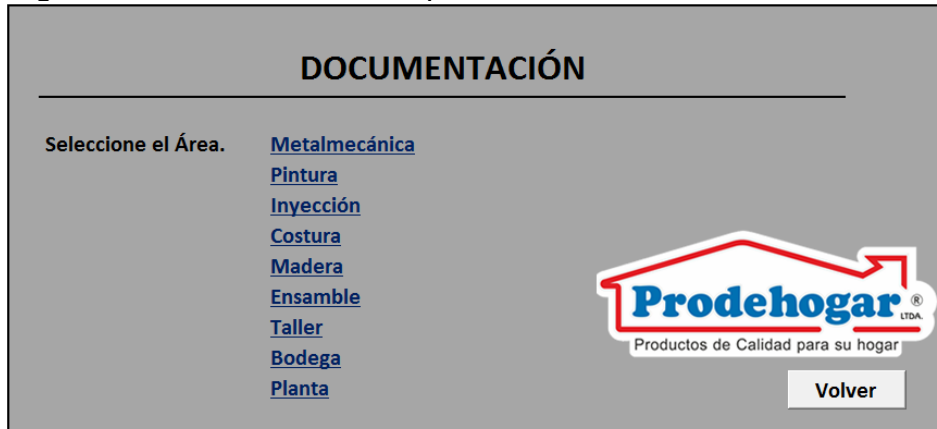 DOCUMENTACIÓN
Seleccione el Área.
Metalmecánica
Pintura
Inyección
Costura
Madera
Ensamble
Taller
Bodega
Planta
Prodehogar ®
LTDA.
Productos de Calidad para su hogar
Volver